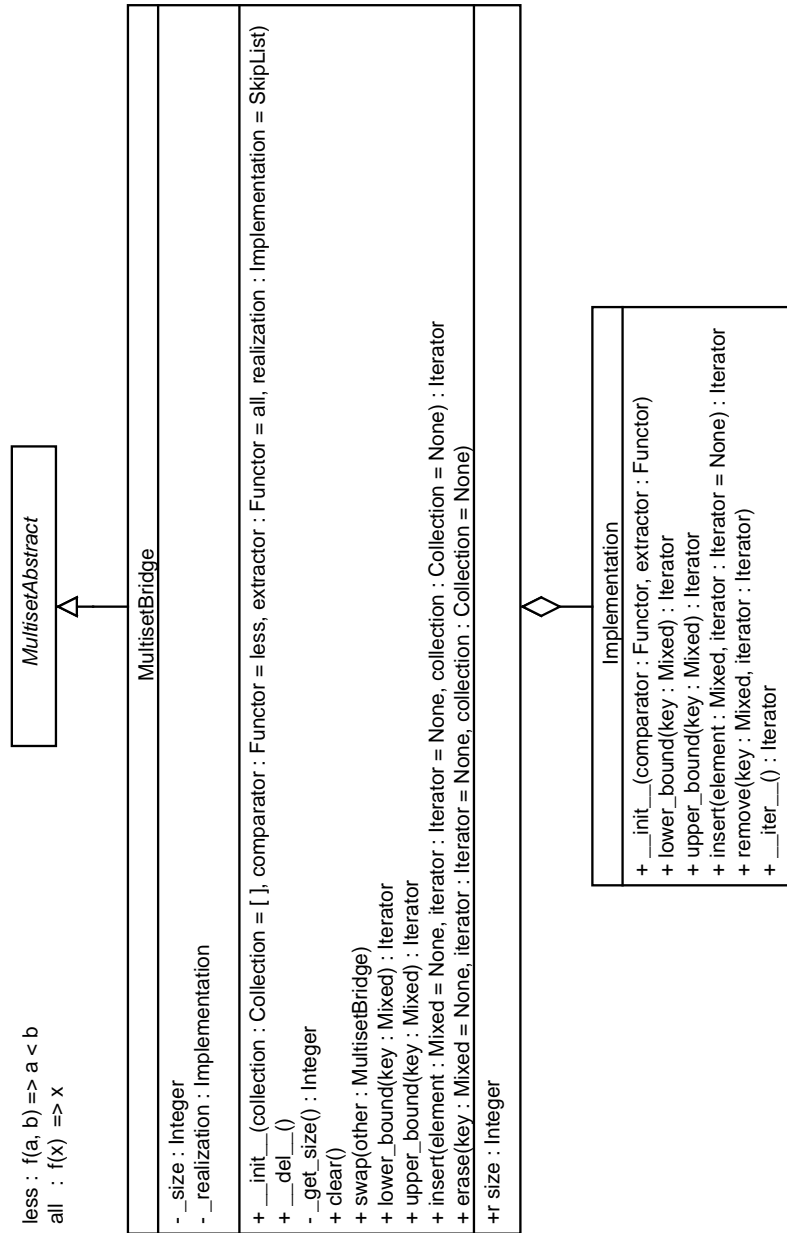 less : f(a, b) => a < b
all : f(x) => x
MultisetAbstract
MultisetBridge
- _size : Integer
- _realization : Implementation
+ __init__(collection : Collection = [ ], comparator : Functor = less, extractor : Functor = all, realization : Implementation = SkipList)
+ __del__()
- _get_size() : Integer
+ clear()
+ swap(other : MultisetBridge)
+ lower_bound(key : Mixed) : Iterator
+ upper_bound(key : Mixed) : Iterator
+ insert(element : Mixed = None, iterator : Iterator = None, collection : Collection = None) : Iterator
+ erase(key : Mixed = None, iterator : Iterator = None, collection : Collection = None)
+r size : Integer
Implementation
+ __init__(comparator : Functor, extractor : Functor)
+ lower_bound(key : Mixed) : Iterator
+ upper_bound(key : Mixed) : Iterator
+ insert(element : Mixed, iterator : Iterator = None) : Iterator
+ remove(key : Mixed, iterator : Iterator)
+ __iter__() : Iterator